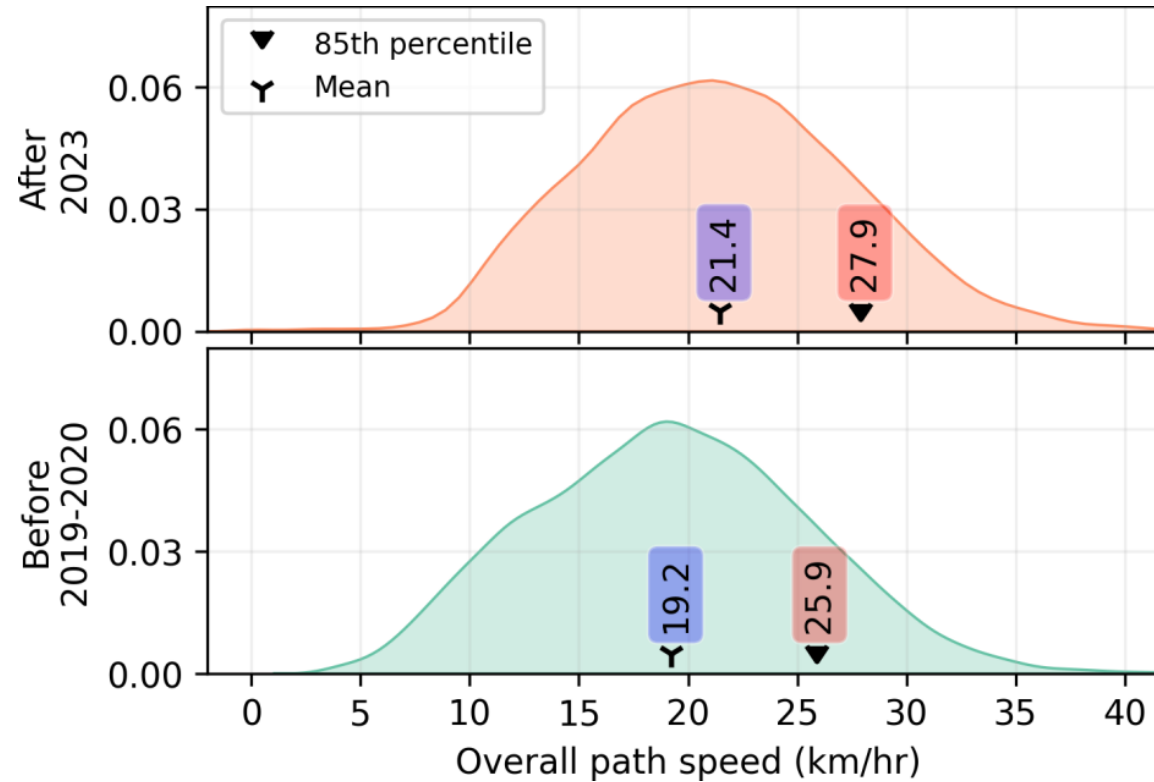 85th percentile
Mean
After
2023
0.06
0.03
0.00
21.4
27.9
Before
2019-2020
0.06
0.03
0.00
19.2
25.9
0 5 10 15 20 25 30 35 40
Overall path speed (km/hr)